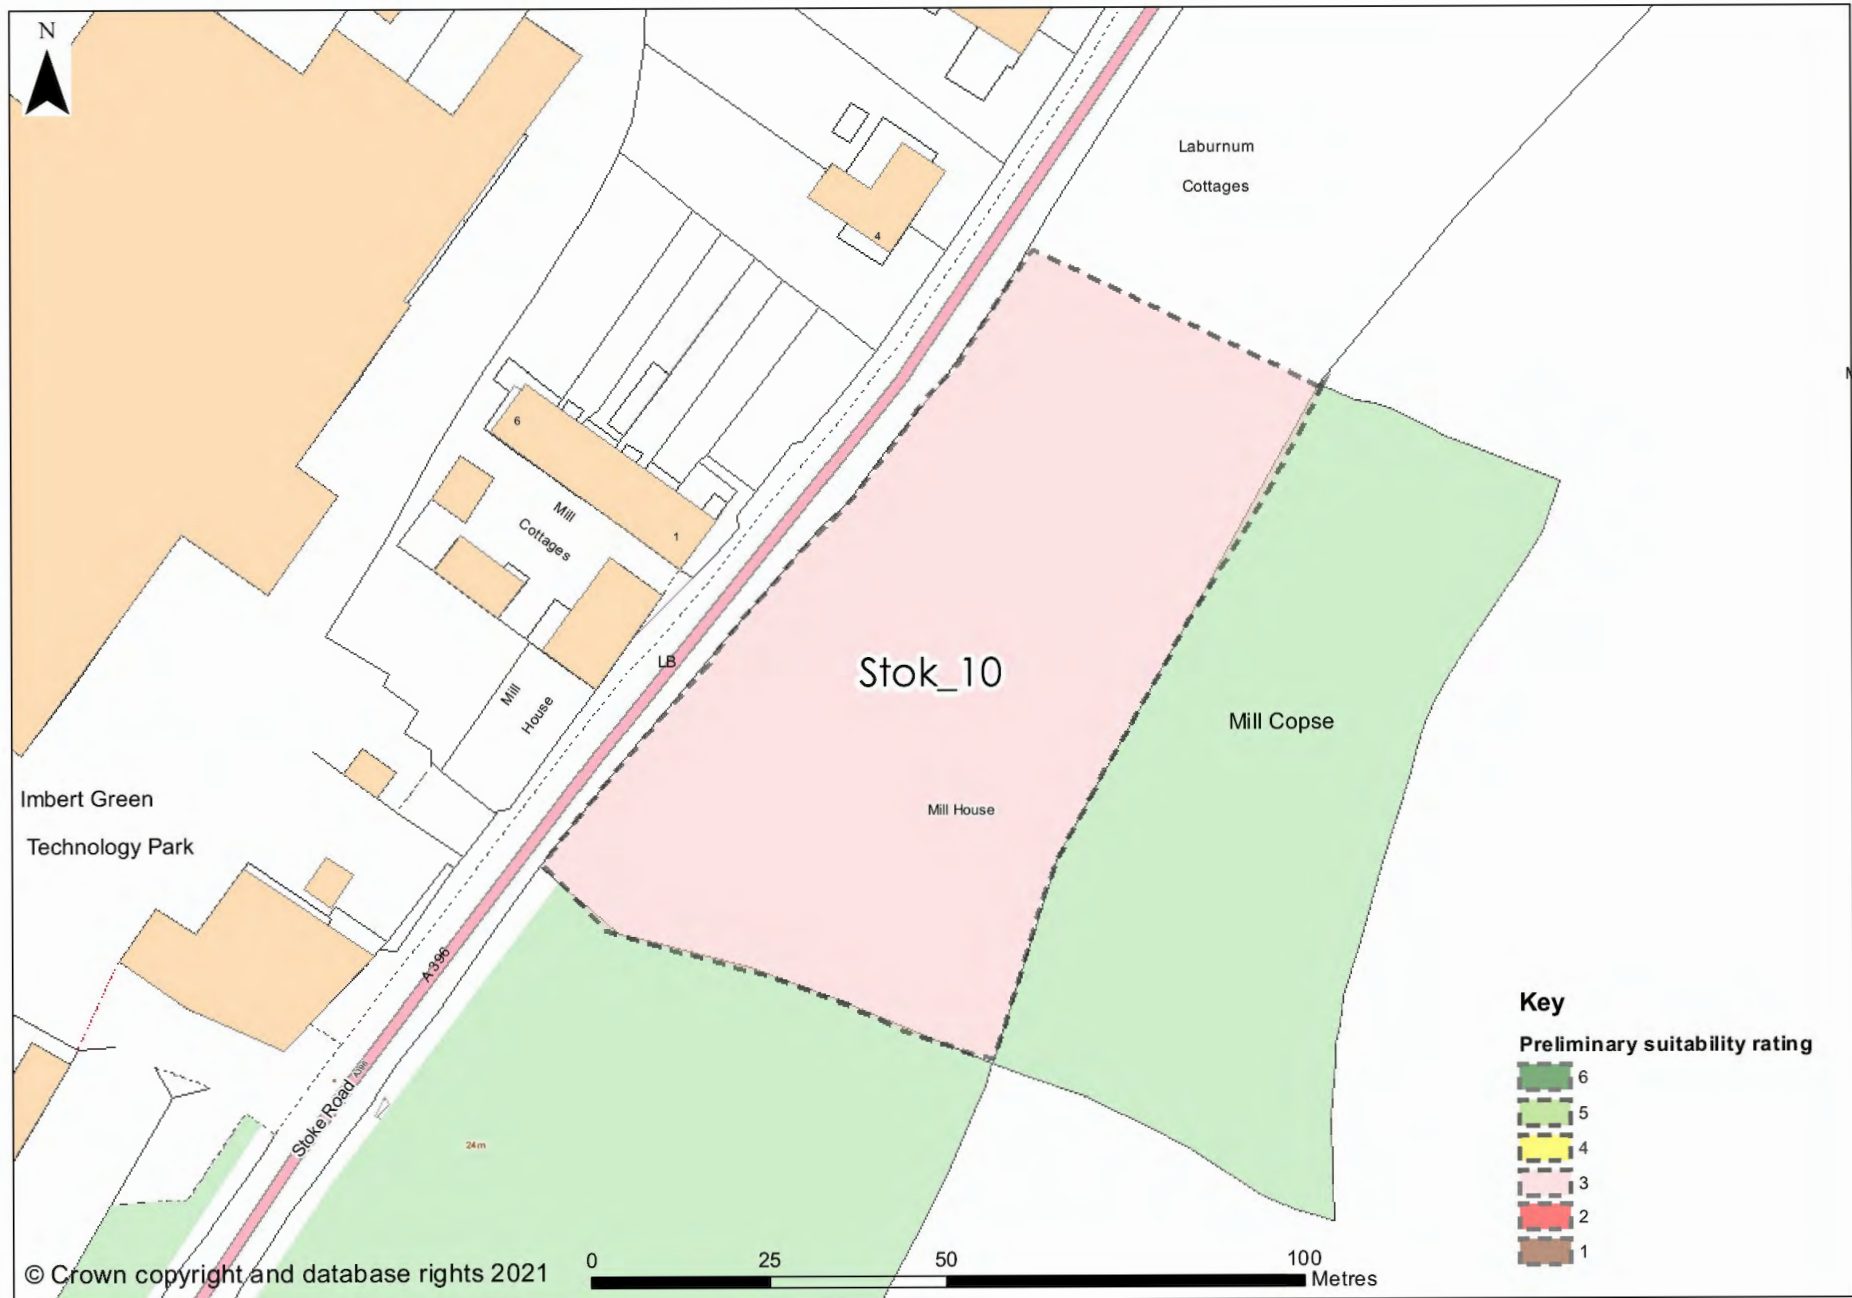 N
Laburnum
Cottages
4
6
Mill
Cottages
1
LB
Mill
House
Stok_10
Mill Copse
Mill House
Imbert Green
Technology Park
A 396
A396
Stoke Road
24m
Key
Preliminary suitability rating
6
5
4
3
2
1
0 25 50 100
Metres
© Crown copyright and database rights 2021